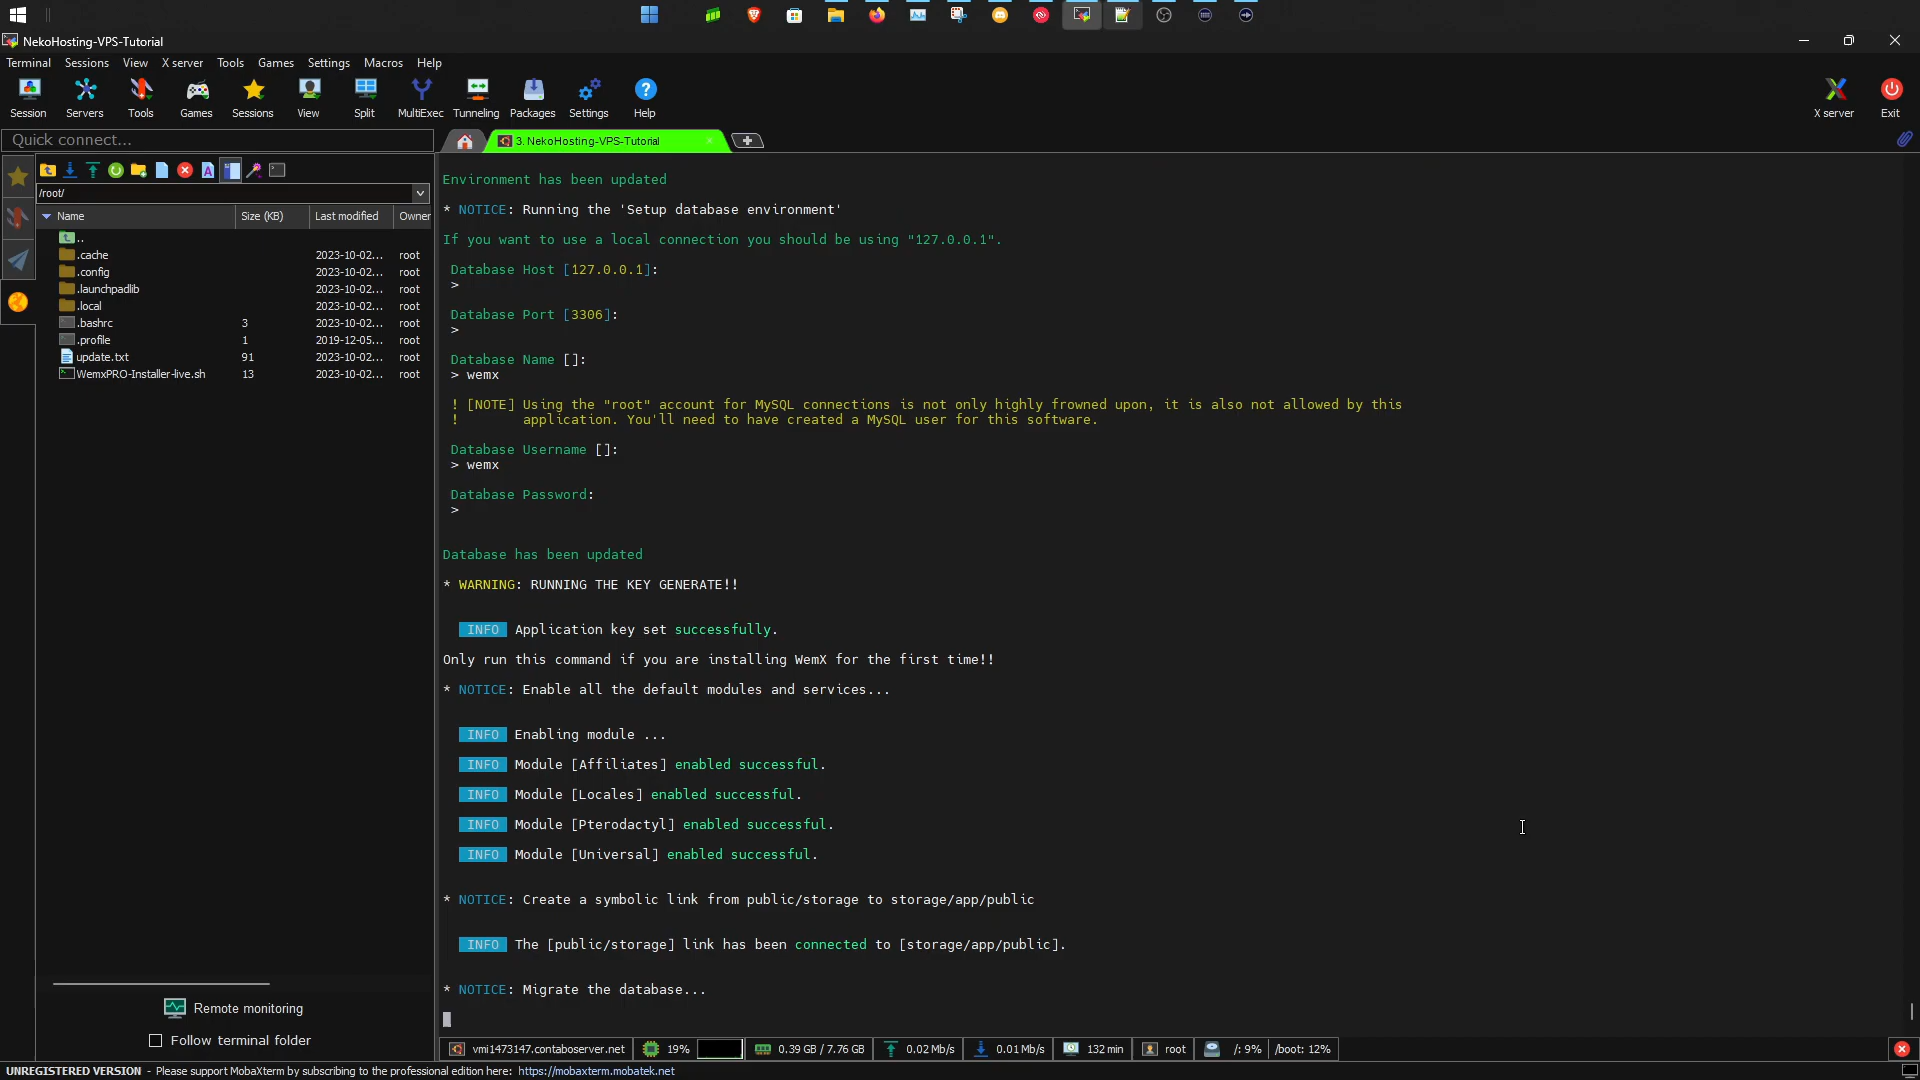 NekoHosting-VPS-Tutorial
Terminal Sessions View X server Tools Games Settings Macros Help
Session Servers Tools Games Sessions View Split MultiExec Tunneling Packages Settings Help X server Exit
Quick connect...
3. NekoHosting-VPS-Tutorial
/root/
Name Size (KB) Last modified Owner
..
.cache 2023-10-02... root
.config 2023-10-02... root
.launchpadlib 2023-10-02... root
.local 2023-10-02... root
.bashrc 3 2023-10-02... root
.profile 1 2019-12-05... root
update.txt 91 2023-10-02... root
WemxPRO-Installer-live.sh 13 2023-10-02... root
Remote monitoring
Follow terminal folder
Environment has been updated
* NOTICE: Running the 'Setup database environment'
If you want to use a local connection you should be using "127.0.0.1".
Database Host [127.0.0.1]:
>
Database Port [3306]:
>
Database Name []:
> wemx
! [NOTE] Using the "root" account for MySQL connections is not only highly frowned upon, it is also not allowed by this
! application. You'll need to have created a MySQL user for this software.
Database Username []:
> wemx
Database Password:
>
Database has been updated
* WARNING: RUNNING THE KEY GENERATE!!
INFO Application key set successfully.
Only run this command if you are installing WemX for the first time!!
* NOTICE: Enable all the default modules and services...
INFO Enabling module ...
INFO Module [Affiliates] enabled successful.
INFO Module [Locales] enabled successful.
INFO Module [Pterodactyl] enabled successful.
INFO Module [Universal] enabled successful.
* NOTICE: Create a symbolic link from public/storage to storage/app/public
INFO The [public/storage] link has been connected to [storage/app/public].
* NOTICE: Migrate the database...
vmi1473147.contaboserver.net 19% 0.39 GB / 7.76 GB 0.02 Mb/s 0.01 Mb/s 132 min root /: 9% /boot: 12%
UNREGISTERED VERSION - Please support MobaXterm by subscribing to the professional edition here: https://mobaxterm.mobatek.net